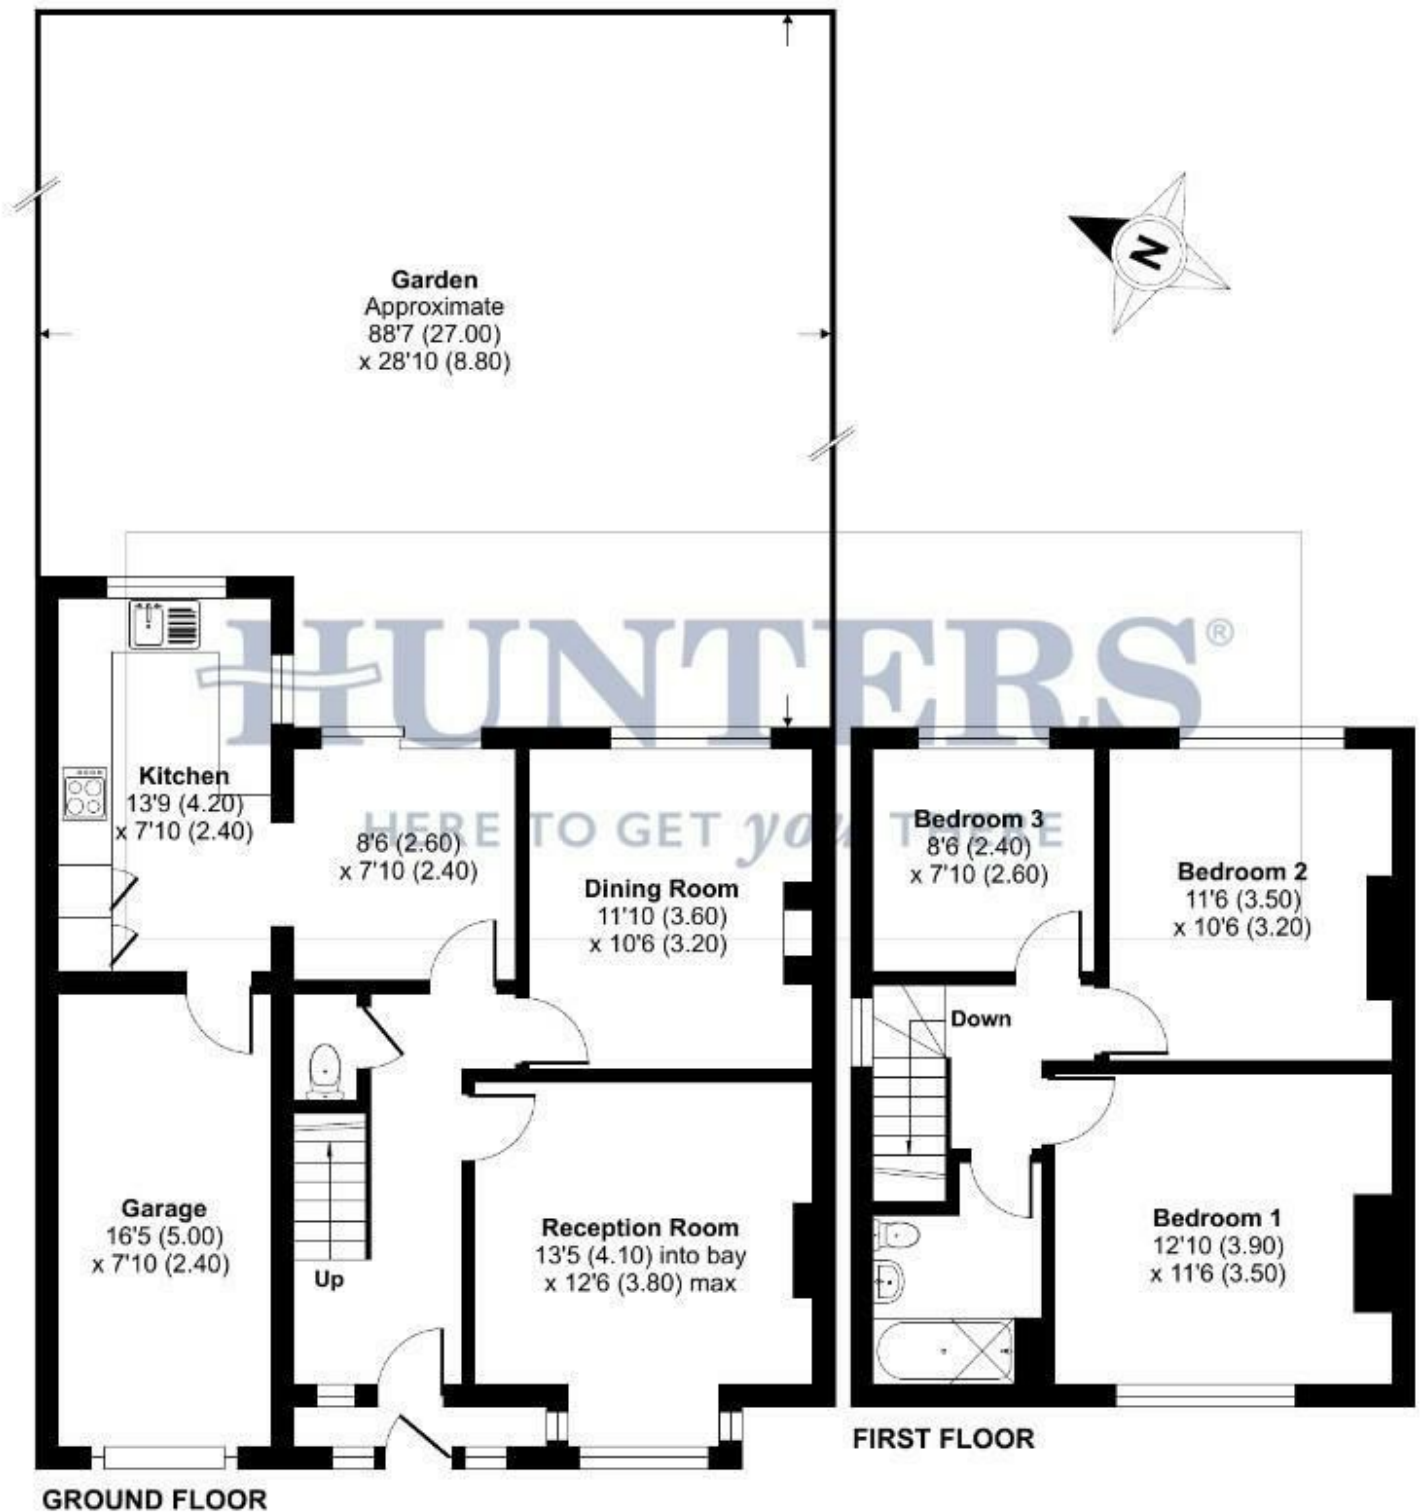 Garden
Approximate
88'7 (27.00)
x 28'10 (8.80)
N
HUNTERS®
HERE TO GET you THERE
Kitchen
13'9 (4.20)
x 7'10 (2.40)
8'6 (2.60)
x 7'10 (2.40)
Dining Room
11'10 (3.60)
x 10'6 (3.20)
Bedroom 3
8'6 (2.40)
x 7'10 (2.60)
Bedroom 2
11'6 (3.50)
x 10'6 (3.20)
Down
Garage
16'5 (5.00)
x 7'10 (2.40)
Up
Reception Room
13'5 (4.10) into bay
x 12'6 (3.80) max
Bedroom 1
12'10 (3.90)
x 11'6 (3.50)
FIRST FLOOR
GROUND FLOOR